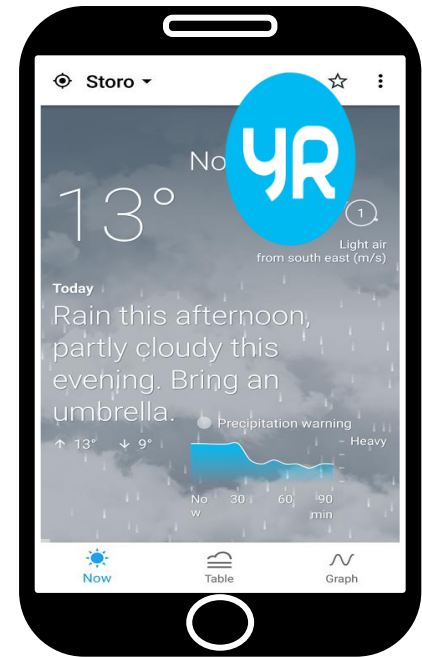 Storo
YR
No
13°
1
Light air
from south east (m/s)
Today
Rain this afternoon,
partly cloudy this
evening. Bring an
umbrella.
Precipitation warning
↑ 13° ↓ 9°
Heavy
No 30 60 90
w min
Now Table Graph